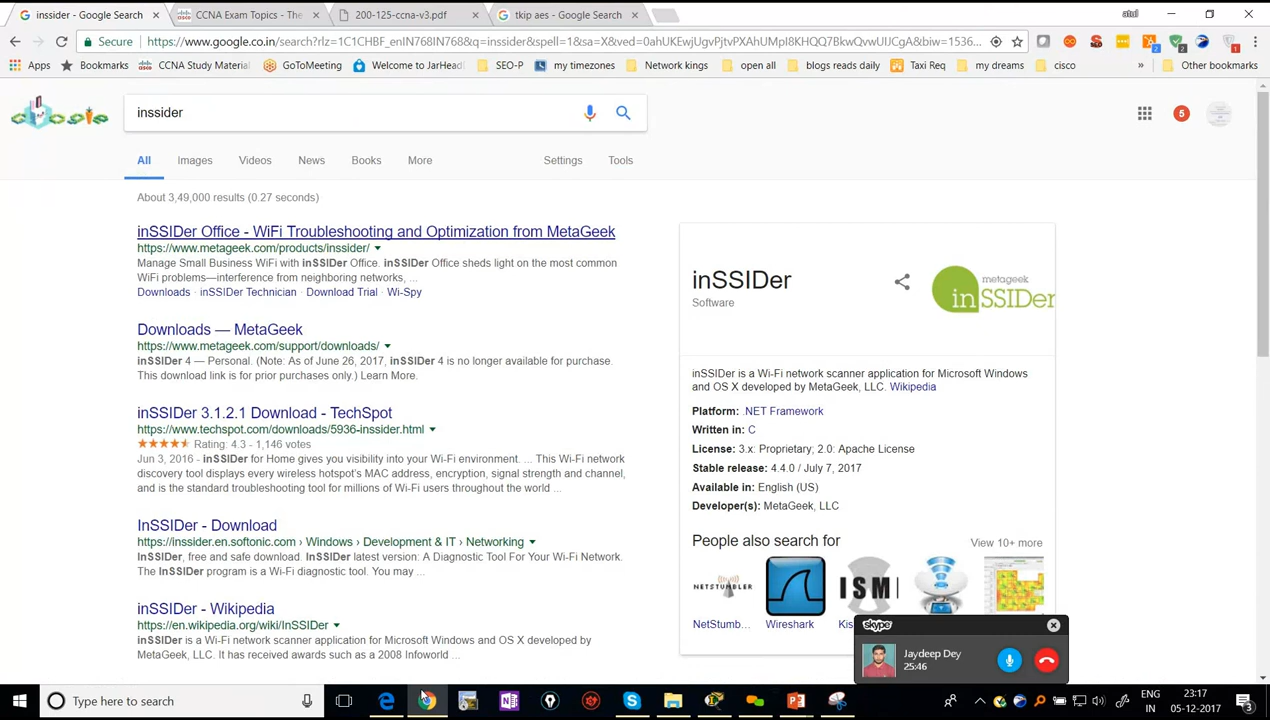 inssider - Google Search
CCNA Exam Topics - The
200-125-ccna-v3.pdf
tkip aes - Google Search
atul
Secure
https://www.google.co.in/search?rlz=1C1CHBF_enIN768IN768&q=inssider&spell=1&sa=X&ved=0ahUKEwjUgvPjtvPXAhUMpI8KHQQ7BkwQvwUIJCgA&biw=1536...
Apps
Bookmarks
CCNA Study Material
GoToMeeting
Welcome to JarHead
SEO-P
my timezones
Network kings
open all
blogs reads daily
Taxi Req
my dreams
cisco
»
Other bookmarks
inssider
5
All
Images
Videos
News
Books
More
Settings
Tools
About 3,49,000 results (0.27 seconds)
inSSIDer Office - WiFi Troubleshooting and Optimization from MetaGeek
https://www.metageek.com/products/inssider/
Manage Small Business WiFi with inSSIDer Office. inSSIDer Office sheds light on the most common
WiFi problems—interference from neighboring networks, ...
Downloads · inSSIDer Technician · Download Trial · Wi-Spy
Downloads — MetaGeek
https://www.metageek.com/support/downloads/
inSSIDer 4 — Personal. (Note: As of June 26, 2017, inSSIDer 4 is no longer available for purchase.
This download link is for prior purchases only.) Learn More.
inSSIDer 3.1.2.1 Download - TechSpot
https://www.techspot.com/downloads/5936-inssider.html
Rating: 4.3 - 1,146 votes
Jun 3, 2016 - inSSIDer for Home gives you visibility into your Wi-Fi environment. ... This Wi-Fi network
discovery tool displays every wireless hotspot's MAC address, encryption, signal strength and channel,
and is the standard troubleshooting tool for millions of Wi-Fi users throughout the world ...
InSSIDer - Download
https://inssider.en.softonic.com › Windows › Development & IT › Networking
InSSIDer, free and safe download. InSSIDer latest version: A Diagnostic Tool For Your Wi-Fi Network.
The InSSIDer program is a Wi-Fi diagnostic tool. You may ...
inSSIDer - Wikipedia
https://en.wikipedia.org/wiki/InSSIDer
inSSIDer is a Wi-Fi network scanner application for Microsoft Windows and OS X developed by
MetaGeek, LLC. It has received awards such as a 2008 Infoworld ...
inSSIDer
Software
metageek
inSSIDer
inSSIDer is a Wi-Fi network scanner application for Microsoft Windows
and OS X developed by MetaGeek, LLC. Wikipedia
Platform: .NET Framework
Written in: C
License: 3.x: Proprietary; 2.0: Apache License
Stable release: 4.4.0 / July 7, 2017
Available in: English (US)
Developer(s): MetaGeek, LLC
People also search for
View 10+ more
ISM
NetStumb...
Wireshark
skype
Jaydeep Dey
25:46
Type here to search
ENG
IN
23:17
05-12-2017
3